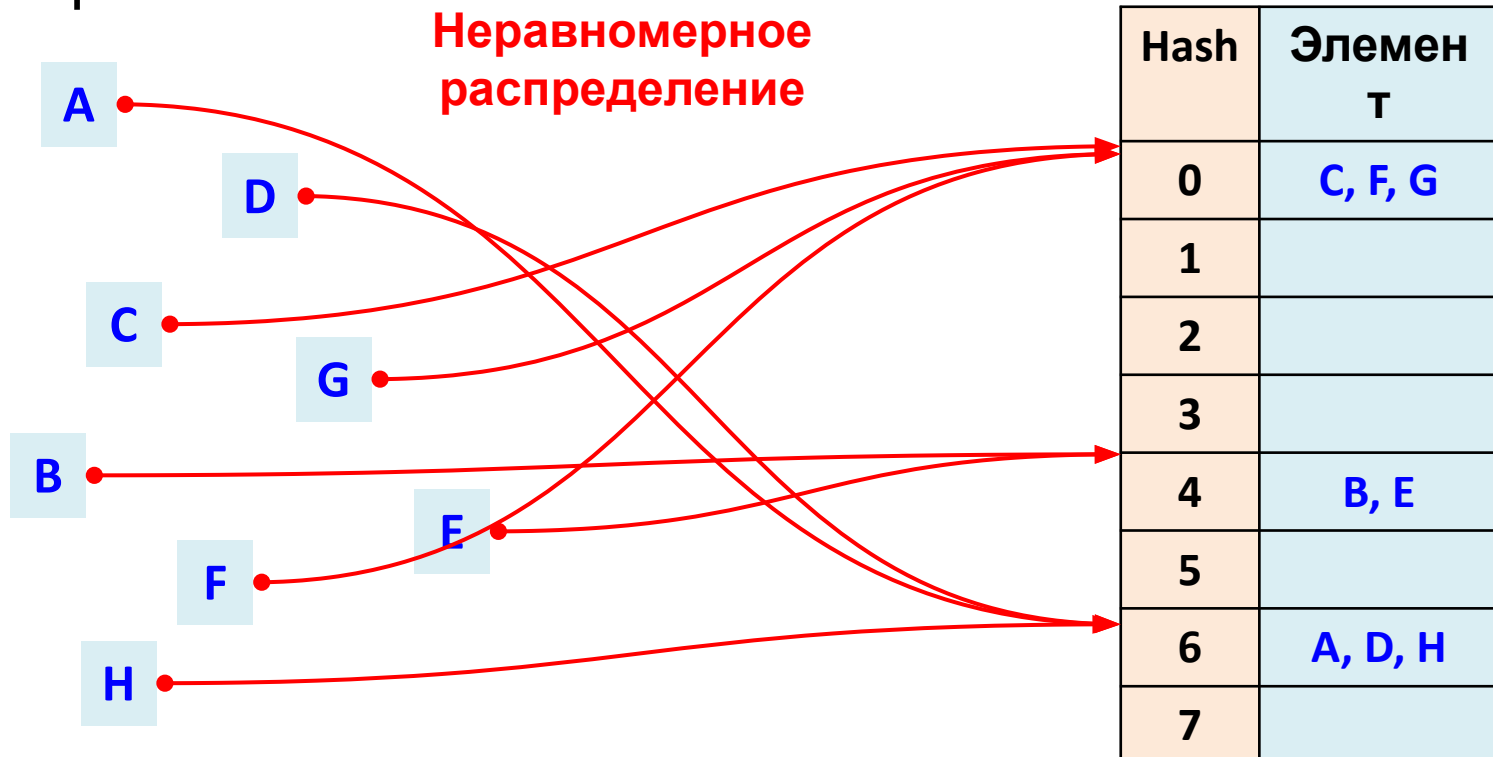 Неравномерное
распределение
A
D
C
G
B
E
F
H
Hash Элемен
т
0 C, F, G
1
2
3
4 B, E
5
6 A, D, H
7